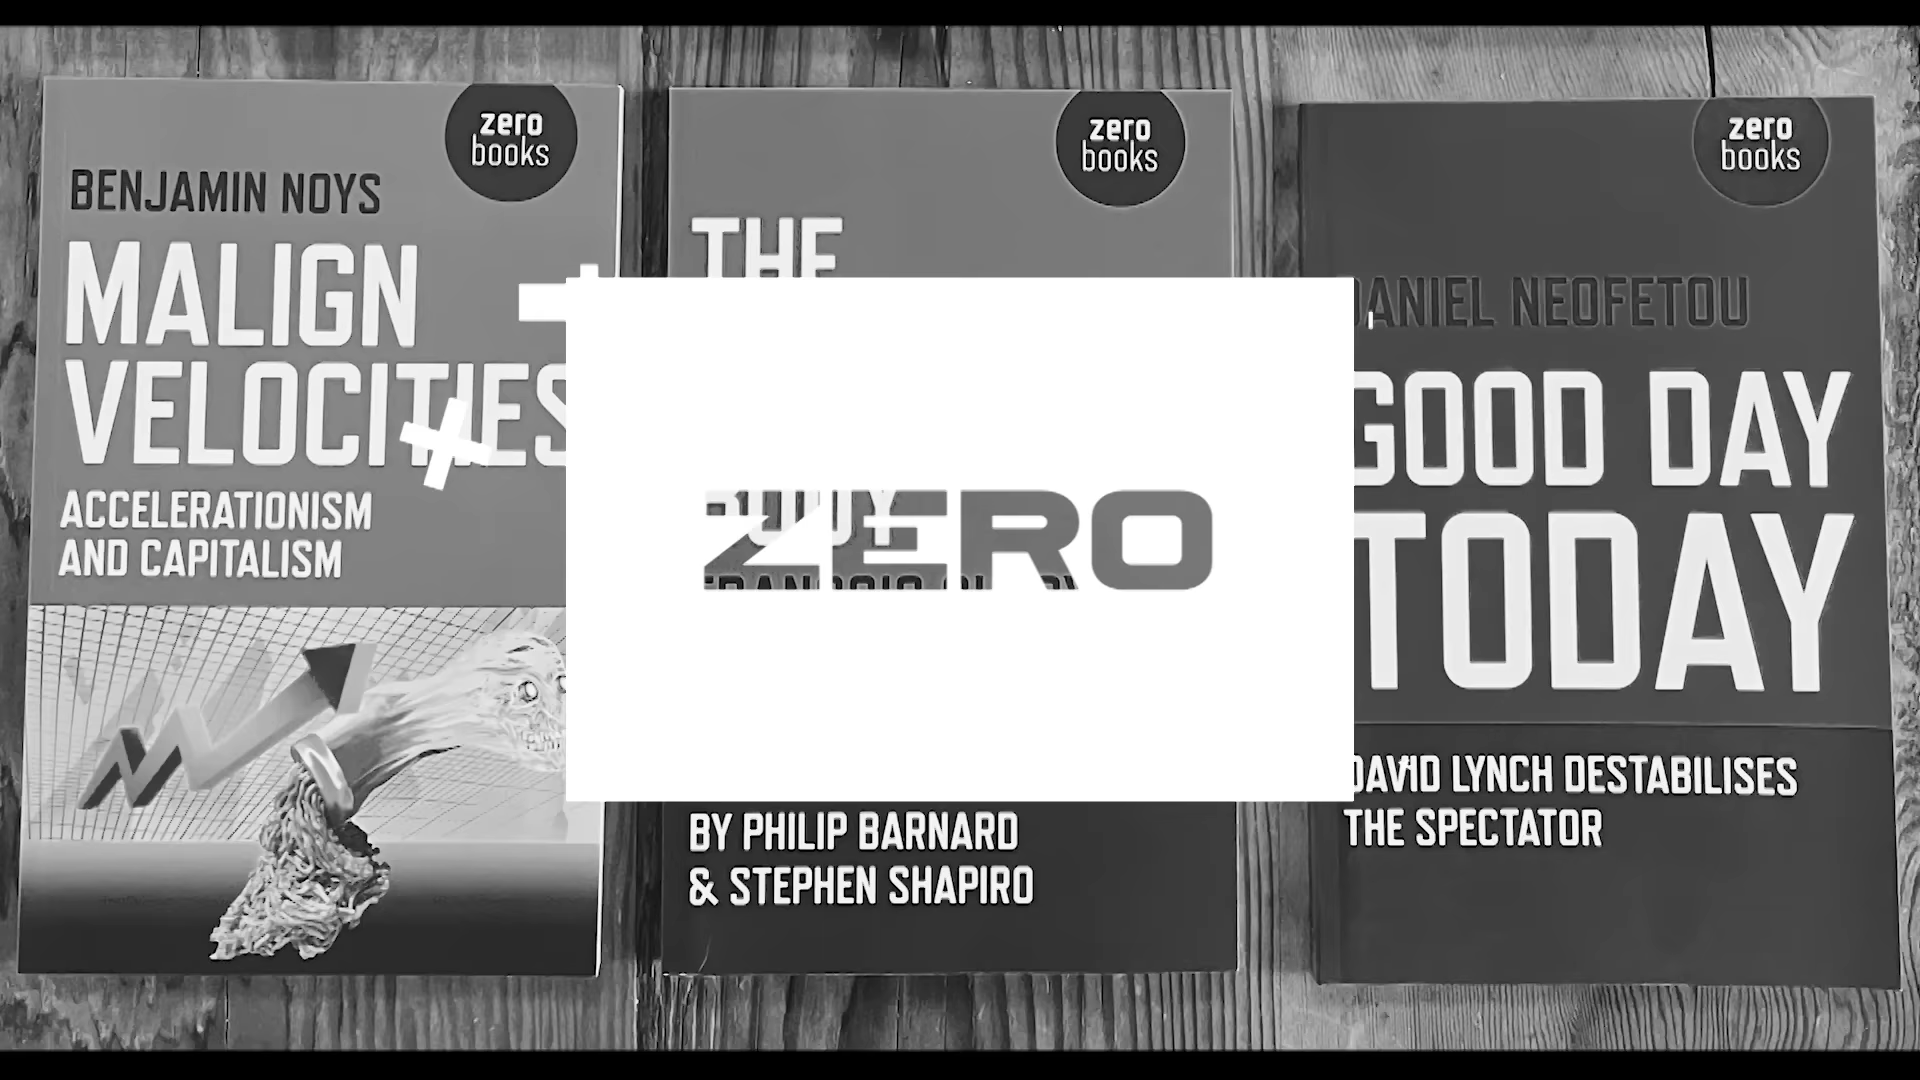 zero
books
BENJAMIN NOYS
MALIGN
VELOCITIES
ACCELERATIONISM
AND CAPITALISM
zero
books
THE
ZERO
BY PHILIP BARNARD
& STEPHEN SHAPIRO
zero
books
DANIEL NEOFETOU
GOOD DAY
TODAY
DAVID LYNCH DESTABILISES
THE SPECTATOR